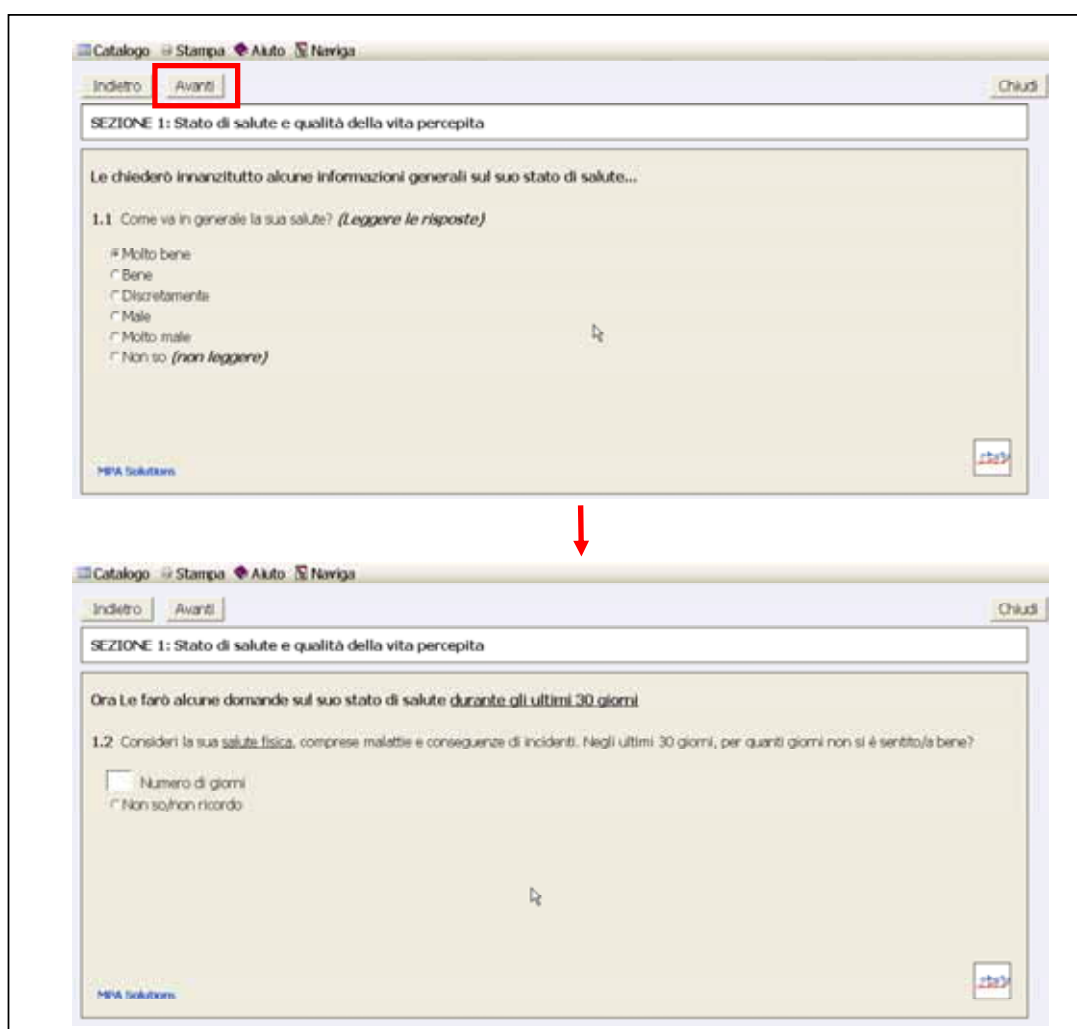 Catalogo Stampa Aiuto Naviga
Indietro Avanti Chiudi
SEZIONE 1: Stato di salute e qualità della vita percepita
Le chiederò innanzitutto alcune informazioni generali sul suo stato di salute...
1.1 Come va in generale la sua salute? (Leggere le risposte)
Molto bene
Bene
Discretamente
Male
Molto male
Non so (non leggere)
MPA Solutions
Catalogo Stampa Aiuto Naviga
Indietro Avanti Chiudi
SEZIONE 1: Stato di salute e qualità della vita percepita
Ora Le farò alcune domande sul suo stato di salute durante gli ultimi 30 giorni
1.2 Consideri la sua salute fisica, comprese malattie e conseguenze di incidenti. Negli ultimi 30 giorni, per quanti giorni non si è sentito/a bene?
Numero di giorni
Non so/non ricordo
MPA Solutions